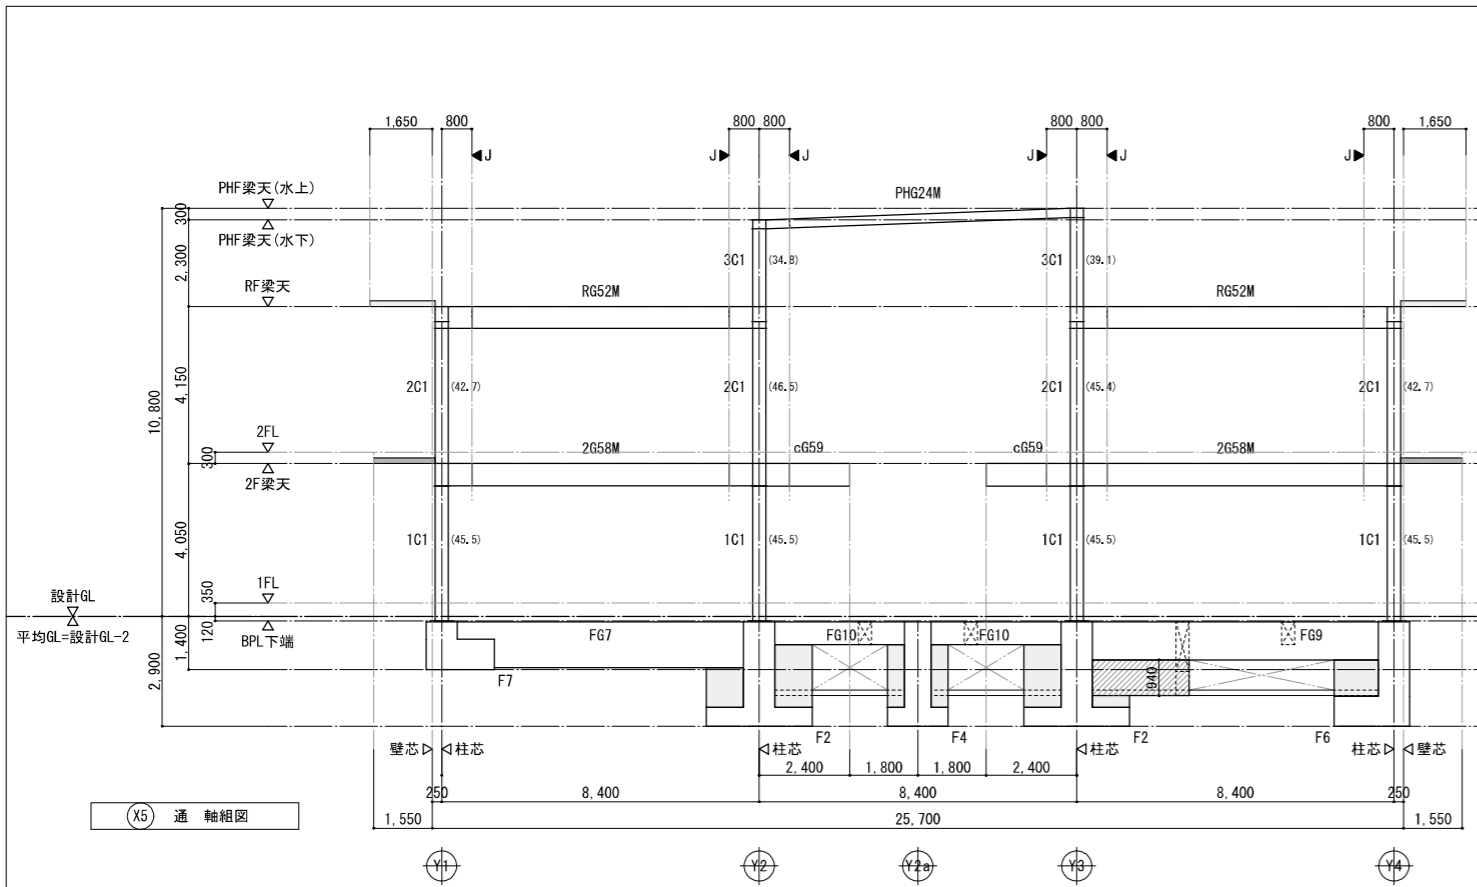 1,650 800 800 800 800 800 800 1,650
J J J J J J
PHF梁天(水上) PHG24M
300
PHF梁天(水下)
2,300 3C1 (34.8) 3C1 (39.1)
RF梁天 RG52M RG52M
10,800 4,150 2C1 (42.7) 2C1 (46.5) 2C1 (45.4) 2C1 (42.7)
2FL 2G58M cG59 cG59 2G58M
300
2F梁天
4,050 1C1 (45.5) 1C1 (45.5) 1C1 (45.5) 1C1 (45.5)
設計GL 1FL 350
平均GL=設計GL-2 BPL下端 120
2,900 1,400 FG7 FG10 FG10 FG9
F7 940
F2 F4 F2 F6
壁芯 柱芯 柱芯 柱芯 柱芯 壁芯
2,400 1,800 1,800 2,400
250 8,400 8,400 8,400 250
X5 通 軸組図
1,550 25,700 1,550
Y1 Y2 Y2a Y3 Y4